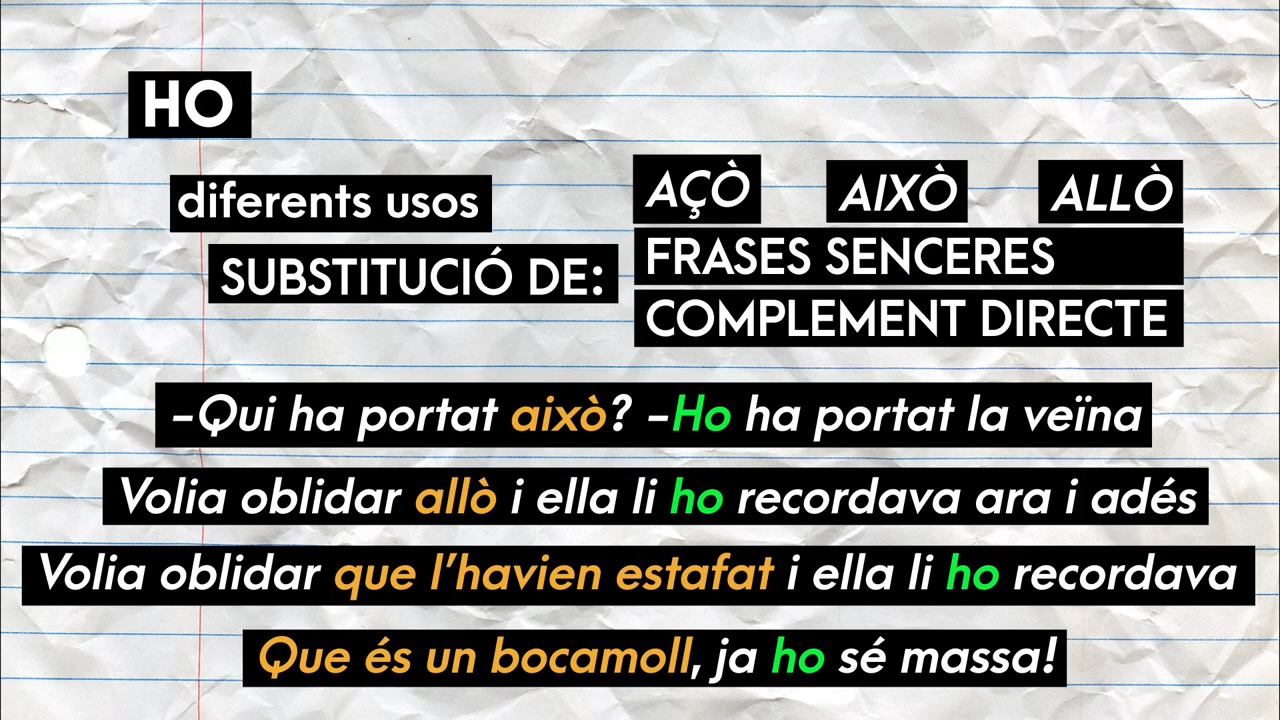 HO
diferents usos
SUBSTITUCIÓ DE:
AÇÒ AIXÒ ALLÒ
FRASES SENCERES
COMPLEMENT DIRECTE
–Qui ha portat això? –Ho ha portat la veïna
Volia oblidar allò i ella li ho recordava ara i adés
Volia oblidar que l’havien estafat i ella li ho recordava
Que és un bocamoll, ja ho sé massa!